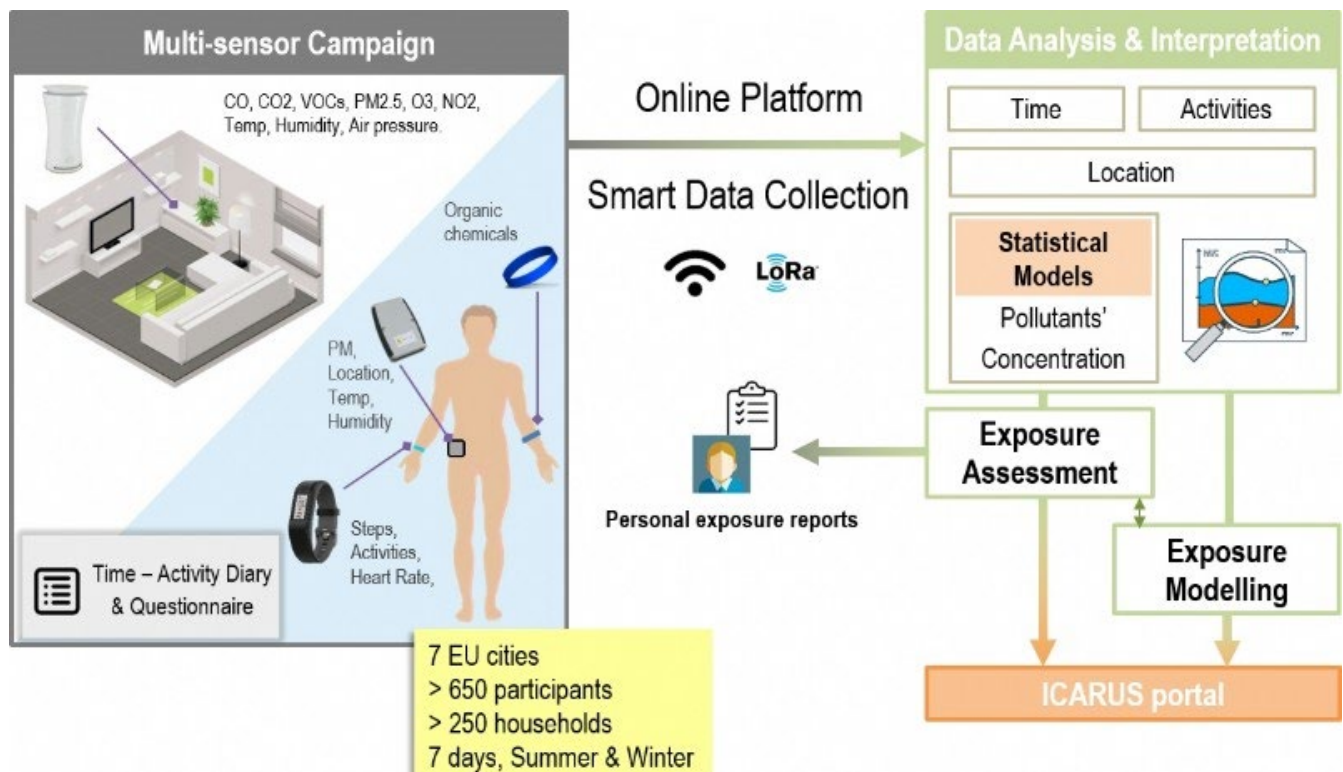 Multi-sensor Campaign
CO, CO2, VOCs, PM2.5, O3, NO2,
Temp, Humidity, Air pressure.
Organic
chemicals
PM,
Location,
Temp,
Humidity
Steps,
Activities,
Heart Rate,
Time – Activity Diary
& Questionnaire
7 EU cities
> 650 participants
> 250 households
7 days, Summer & Winter
Online Platform
Smart Data Collection
LoRa
Personal exposure reports
Data Analysis & Interpretation
Time
Activities
Location
Statistical
Models
Pollutants'
Concentration
Exposure
Assessment
Exposure
Modelling
ICARUS portal